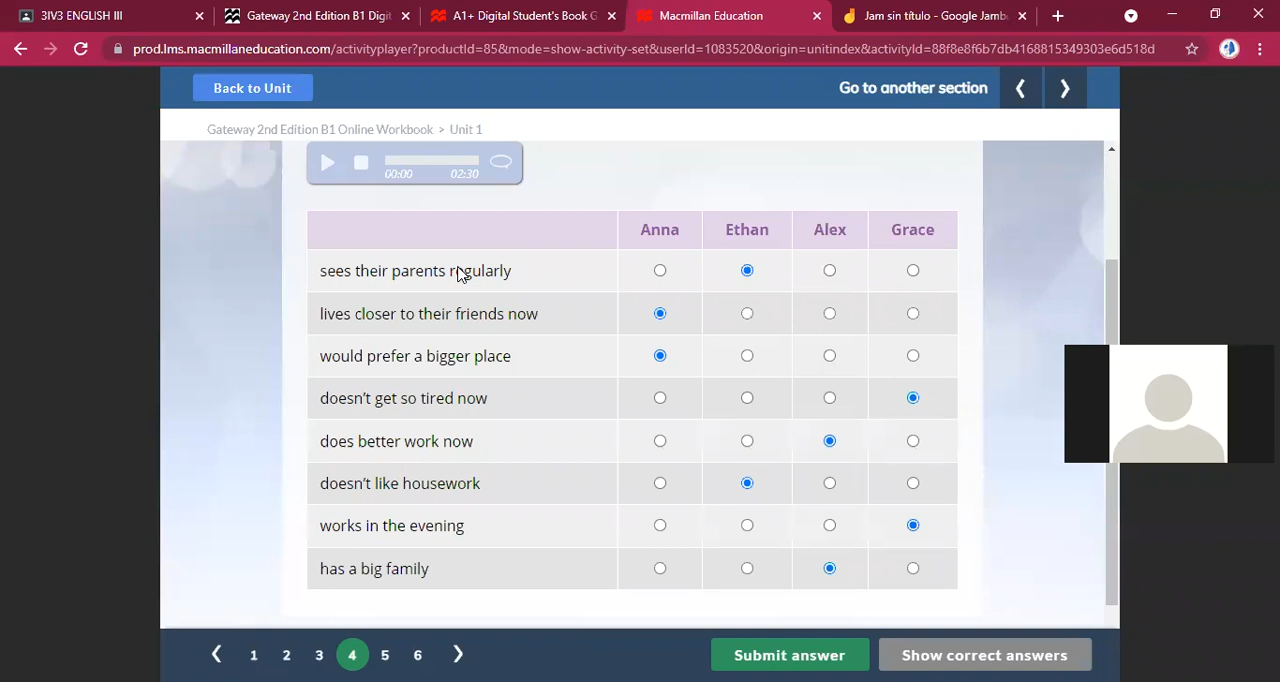 3IV3 ENGLISH III
Gateway 2nd Edition B1 Digit
A1+ Digital Student's Book G
Macmillan Education
Jam sin título - Google Jamb
prod.lms.macmillaneducation.com/activityplayer?productId=85&mode=show-activity-set&userId=1083520&origin=unitindex&activityId=88f8e8f6b7db4168815349303e6d518d
Back to Unit
Go to another section
Gateway 2nd Edition B1 Online Workbook > Unit 1
00:00 02:30
Anna Ethan Alex Grace
sees their parents regularly
lives closer to their friends now
would prefer a bigger place
doesn't get so tired now
does better work now
doesn't like housework
works in the evening
has a big family
1 2 3 4 5 6
Submit answer
Show correct answers